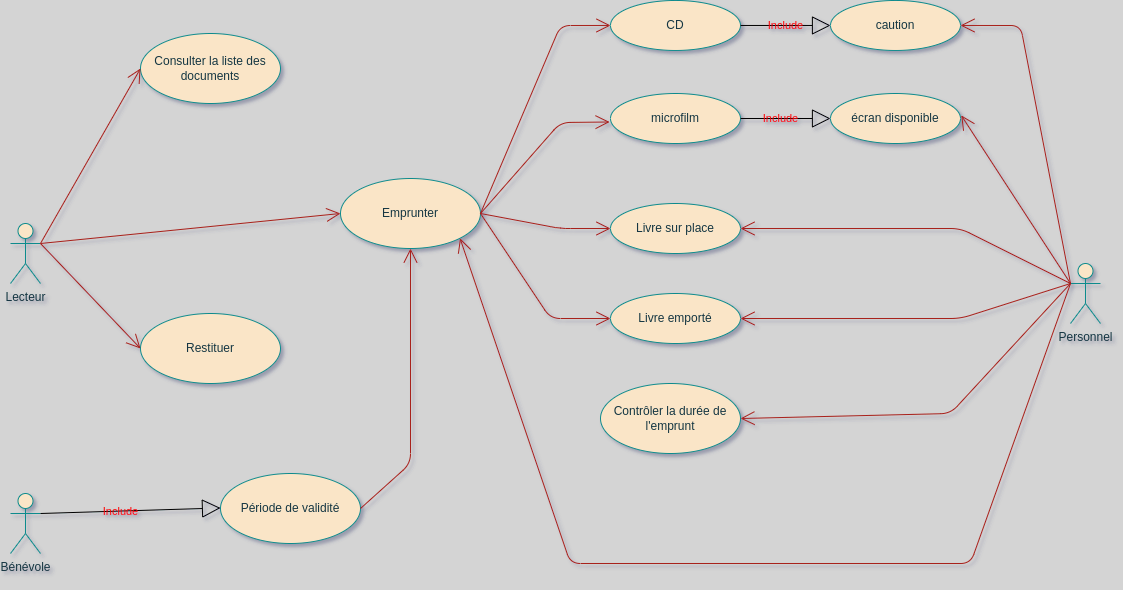 CD
Include
caution
Consulter la liste des
documents
microfilm
Include
écran disponible
Emprunter
Livre sur place
Lecteur
Livre emporté
Personnel
Restituer
Contrôler la durée de
l'emprunt
Include
Période de validité
Bénévole